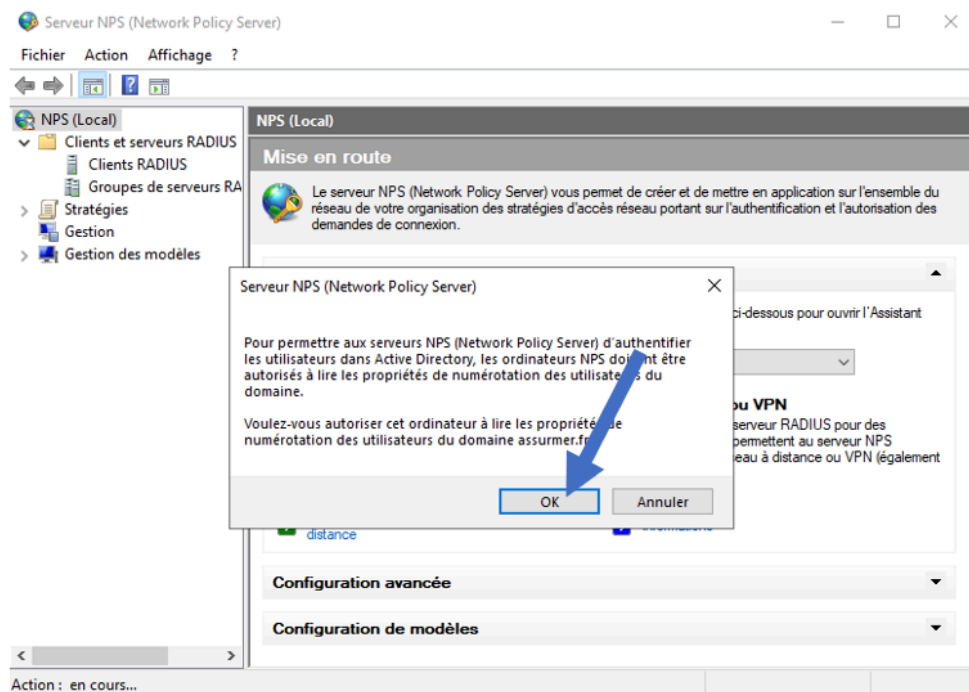 Serveur NPS (Network Policy Server)
Fichier Action Affichage ?
NPS (Local)
Clients et serveurs RADIUS
Clients RADIUS
Groupes de serveurs RA
Stratégies
Gestion
Gestion des modèles
NPS (Local)
Mise en route
Le serveur NPS (Network Policy Server) vous permet de créer et de mettre en application sur l'ensemble du
réseau de votre organisation des stratégies d'accès réseau portant sur l'authentification et l'autorisation des
demandes de connexion.
ci-dessous pour ouvrir l'Assistant
ou VPN
serveur RADIUS pour des
permettent au serveur NPS
eau à distance ou VPN (également
distance
Serveur NPS (Network Policy Server)
Pour permettre aux serveurs NPS (Network Policy Server) d'authentifier
les utilisateurs dans Active Directory, les ordinateurs NPS doivent être
autorisés à lire les propriétés de numérotation des utilisateurs du
domaine.
Voulez-vous autoriser cet ordinateur à lire les propriétés de
numérotation des utilisateurs du domaine assurmer.fr
OK Annuler
Configuration avancée
Configuration de modèles
Action : en cours...